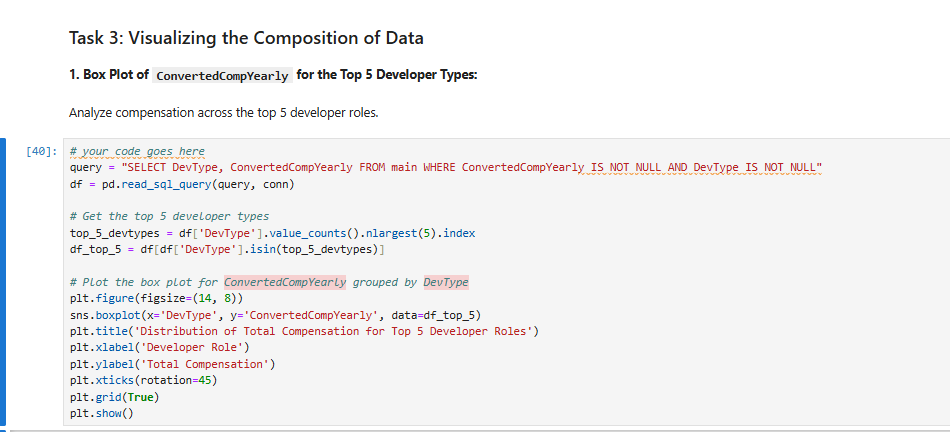 Task 3: Visualizing the Composition of Data
1. Box Plot of ConvertedCompYearly for the Top 5 Developer Types:
Analyze compensation across the top 5 developer roles.
[40]: # your code goes here
query = "SELECT DevType, ConvertedCompYearly FROM main WHERE ConvertedCompYearly IS NOT NULL AND DevType IS NOT NULL"
df = pd.read_sql_query(query, conn)
# Get the top 5 developer types
top_5_devtypes = df['DevType'].value_counts().nlargest(5).index
df_top_5 = df[df['DevType'].isin(top_5_devtypes)]
# Plot the box plot for ConvertedCompYearly grouped by DevType
plt.figure(figsize=(14, 8))
sns.boxplot(x='DevType', y='ConvertedCompYearly', data=df_top_5)
plt.title('Distribution of Total Compensation for Top 5 Developer Roles')
plt.xlabel('Developer Role')
plt.ylabel('Total Compensation')
plt.xticks(rotation=45)
plt.grid(True)
plt.show()